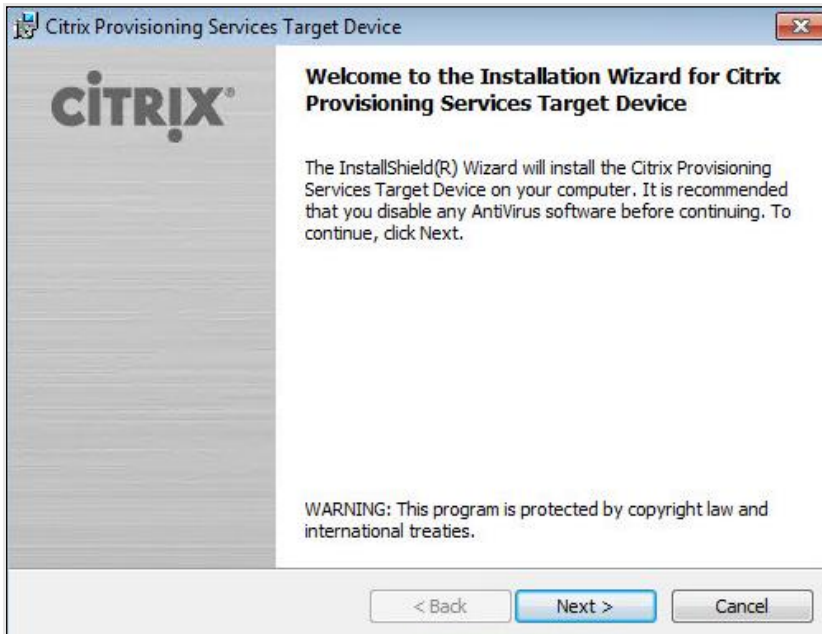 Citrix Provisioning Services Target Device
CİTRIX®
Welcome to the Installation Wizard for Citrix
Provisioning Services Target Device
The InstallShield(R) Wizard will install the Citrix Provisioning
Services Target Device on your computer. It is recommended
that you disable any AntiVirus software before continuing. To
continue, click Next.
WARNING: This program is protected by copyright law and
international treaties.
< Back
Next >
Cancel